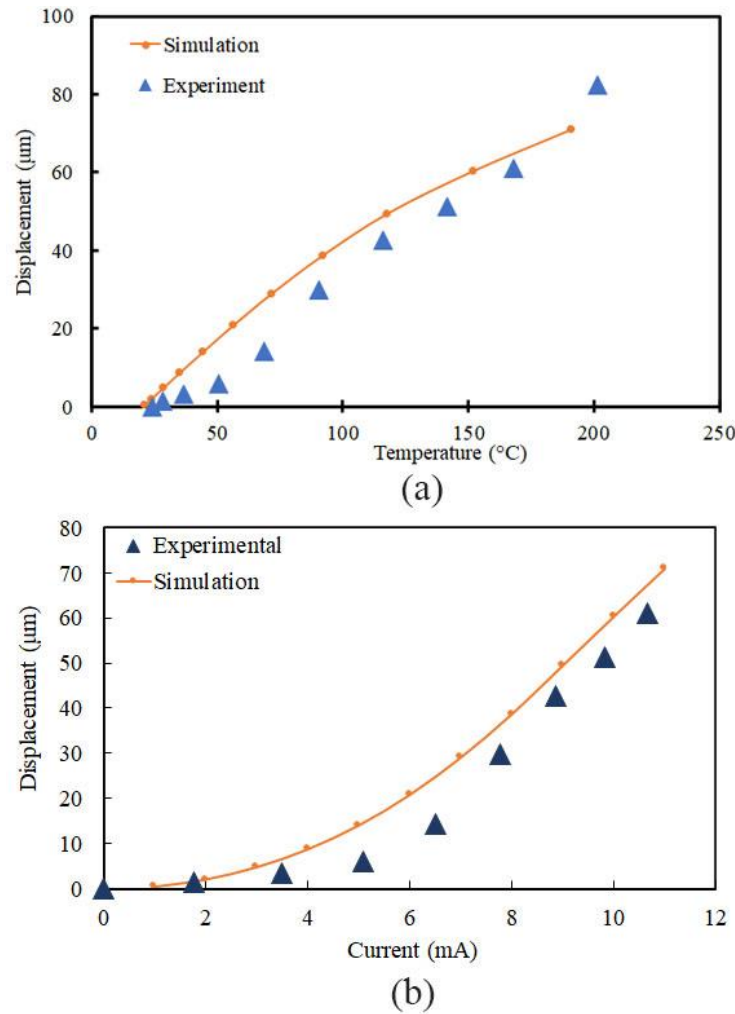 100
80
60
40
20
0
Displacement (μm)
Simulation
Experiment
0 50 100 150 200 250
Temperature (°C)
(a)
80
70
60
50
40
30
20
10
0
Displacement (μm)
Experimental
Simulation
0 2 4 6 8 10 12
Current (mA)
(b)